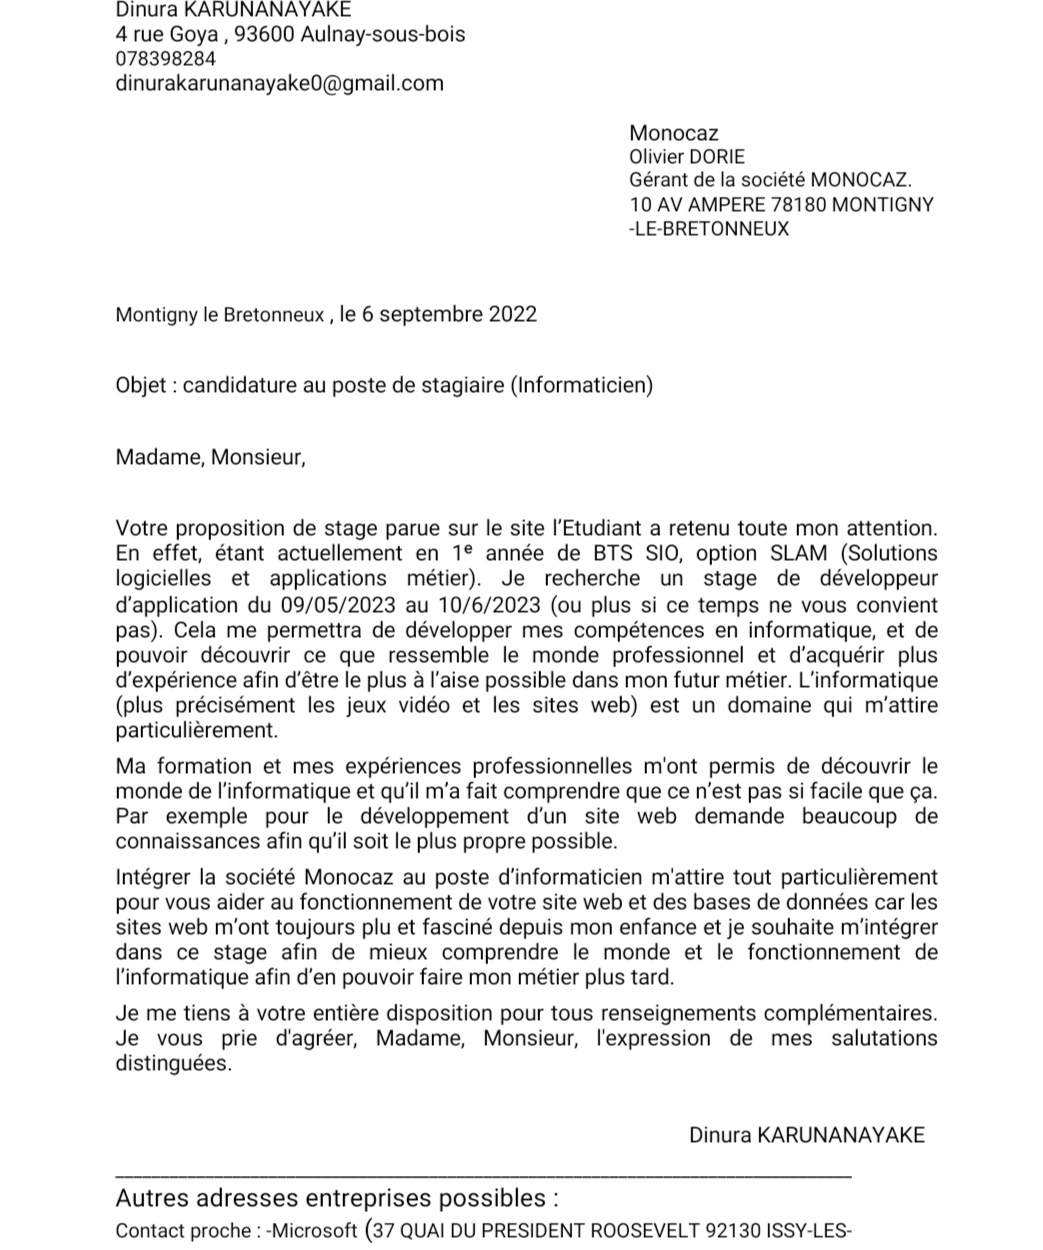 Dinura KARUNANAYAKE
4 rue Goya , 93600 Aulnay-sous-bois
078398284
dinurakarunanayake0@gmail.com
Monocaz
Olivier DORIE
Gérant de la société MONOCAZ.
10 AV AMPERE 78180 MONTIGNY
-LE-BRETONNEUX
Montigny le Bretonneux , le 6 septembre 2022
Objet : candidature au poste de stagiaire (Informaticien)
Madame, Monsieur,
Votre proposition de stage parue sur le site l’Etudiant a retenu toute mon attention.
En effet, étant actuellement en 1ᵉ année de BTS SIO, option SLAM (Solutions
logicielles et applications métier). Je recherche un stage de développeur
d’application du 09/05/2023 au 10/6/2023 (ou plus si ce temps ne vous convient
pas). Cela me permettra de développer mes compétences en informatique, et de
pouvoir découvrir ce que ressemble le monde professionnel et d’acquérir plus
d’expérience afin d’être le plus à l’aise possible dans mon futur métier. L’informatique
(plus précisément les jeux vidéo et les sites web) est un domaine qui m’attire
particulièrement.
Ma formation et mes expériences professionnelles m'ont permis de découvrir le
monde de l’informatique et qu’il m’a fait comprendre que ce n’est pas si facile que ça.
Par exemple pour le développement d’un site web demande beaucoup de
connaissances afin qu’il soit le plus propre possible.
Intégrer la société Monocaz au poste d’informaticien m'attire tout particulièrement
pour vous aider au fonctionnement de votre site web et des bases de données car les
sites web m’ont toujours plu et fasciné depuis mon enfance et je souhaite m’intégrer
dans ce stage afin de mieux comprendre le monde et le fonctionnement de
l’informatique afin d’en pouvoir faire mon métier plus tard.
Je me tiens à votre entière disposition pour tous renseignements complémentaires.
Je vous prie d'agréer, Madame, Monsieur, l'expression de mes salutations
distinguées.
Dinura KARUNANAYAKE
Autres adresses entreprises possibles :
Contact proche : -Microsoft (37 QUAI DU PRESIDENT ROOSEVELT 92130 ISSY-LES-